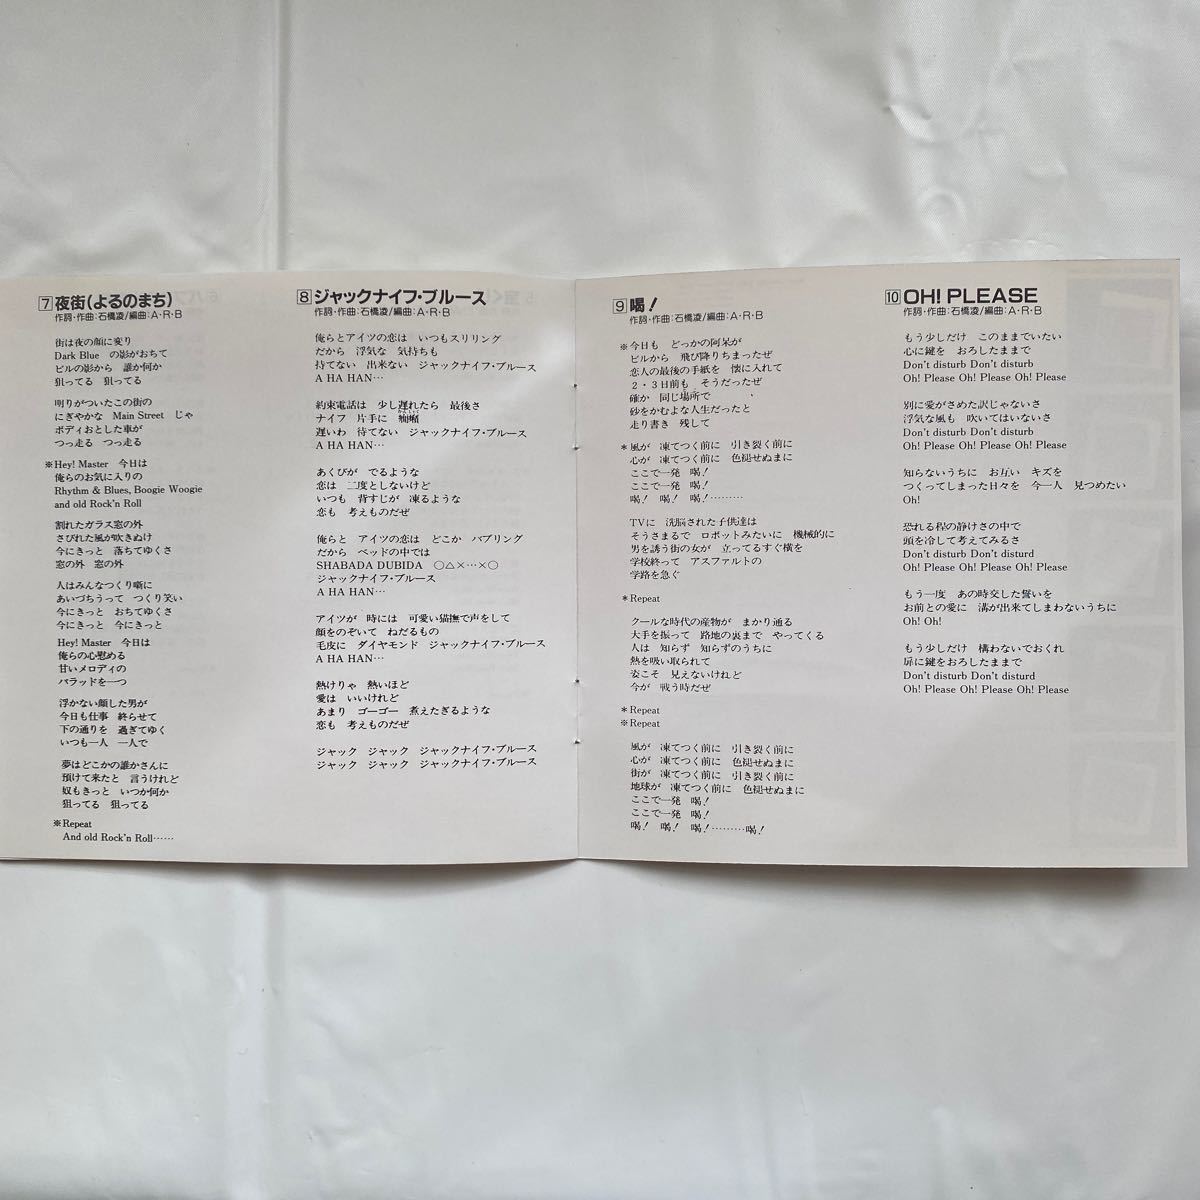 7 夜街(よるのまち)
作詞・作曲:石橋凌/編曲:A・R・B
街は夜の顔に変り
Dark Blue の影がおちて
ビルの影から 誰か何か
狙ってる 狙ってる
明りがついたこの街の
にぎやかな Main Street じゃ
ボディおとした車が
つっ走る つっ走る
※Hey! Master 今日は
俺らのお気に入りの
Rhythm & Blues, Boogie Woogie
and old Rock'n Roll
割れたガラス窓の外
さびれた風が吹きぬけ
今にきっと 落ちてゆくさ
窓の外 窓の外
人はみんなつくり噺に
あいづちうって つくり笑い
今にきっと おちてゆくさ
今にきっと 今にきっと
Hey! Master 今日は
俺らの心慰める
甘いメロディの
バラッドを一つ
浮かない顔した男が
今日も仕事 終らせて
下の通りを 過ぎてゆく
いつも一人 一人で
夢はどこかの誰かさんに
預けて来たと 言うけれど
奴もきっと いつか何か
狙ってる 狙ってる
※Repeat
And old Rock'n Roll……
8 ジャックナイフ・ブルース
作詞・作曲:石橋凌/編曲:A・R・B
俺らとアイツの恋は いつもスリリング
だから 浮気な 気持ちも
持てない 出来ない ジャックナイフ・ブルース
A HA HAN…
約束電話は 少し遅れたら 最後さ
ナイフ 片手に 癇癪
遅いわ 待てない ジャックナイフ・ブルース
A HA HAN…
あくびが でるような
恋は 二度としないけど
いつも 背すじが 凍るような
恋も 考えものだぜ
俺らと アイツの恋は どこか バブリング
だから ベッドの中では
SHABADA DUBIDA ○△×…×○
ジャックナイフ・ブルース
A HA HAN…
アイツが 時には 可愛い猫撫で声をして
顔をのぞいて ねだるもの
毛皮に ダイヤモンド ジャックナイフ・ブルース
A HA HAN…
熱けりゃ 熱いほど
愛は いいけれど
あまり ゴーゴー 煮えたぎるような
恋も 考えものだぜ
ジャック ジャック ジャックナイフ・ブルース
ジャック ジャック ジャックナイフ・ブルース
9 喝!
作詞・作曲:石橋凌/編曲:A・R・B
※今日も どっかの阿呆が
ビルから 飛び降りちまったぜ
恋人の最後の手紙を 懐に入れて
2・3日前も そうだったぜ
確か 同じ場所で
砂をかむよな人生だったと
走り書き 残して
*風が 凍てつく前に 引き裂く前に
心が 凍てつく前に 色褪せぬまに
ここで一発 喝!
ここで一発 喝!
喝! 喝! 喝!………
TVに 洗脳された子供達は
そうさまるで ロボットみたいに 機械的に
男を誘う街の女が 立ってるすぐ横を
学校終って アスファルトの
学路を急ぐ
*Repeat
クールな時代の産物が まかり通る
大手を振って 路地の裏まで やってくる
人は 知らず 知らずのうちに
熱を吸い取られて
姿こそ 見えないけれど
今が 戦う時だぜ
*Repeat
※Repeat
風が 凍てつく前に 引き裂く前に
心が 凍てつく前に 色褪せぬまに
街が 凍てつく前に 引き裂く前に
地球が 凍てつく前に 色褪せぬまに
ここで一発 喝!
ここで一発 喝!
喝! 喝! 喝!………喝!
10 OH! PLEASE
作詞・作曲:石橋凌/編曲:A・R・B
もう少しだけ このままでいたい
心に鍵を おろしたままで
Don't disturb Don't disturb
Oh! Please Oh! Please Oh! Please
別に愛がさめた訳じゃないさ
浮気な風も 吹いてはいないさ
Don't disturb Don't disturb
Oh! Please Oh! Please Oh! Please
知らないうちに お互い キズを
つくってしまった日々を 今一人 見つめたい
Oh!
恐れる程の静けさの中で
頭を冷して考えてみるさ
Don't disturb Don't disturd
Oh! Please Oh! Please Oh! Please
もう一度 あの時交した誓いを
お前との愛に 溝が出来てしまわないうちに
Oh! Oh!
もう少しだけ 構わないでおくれ
扉に鍵をおろしたままで
Don't disturb Don't disturd
Oh! Please Oh! Please Oh! Please